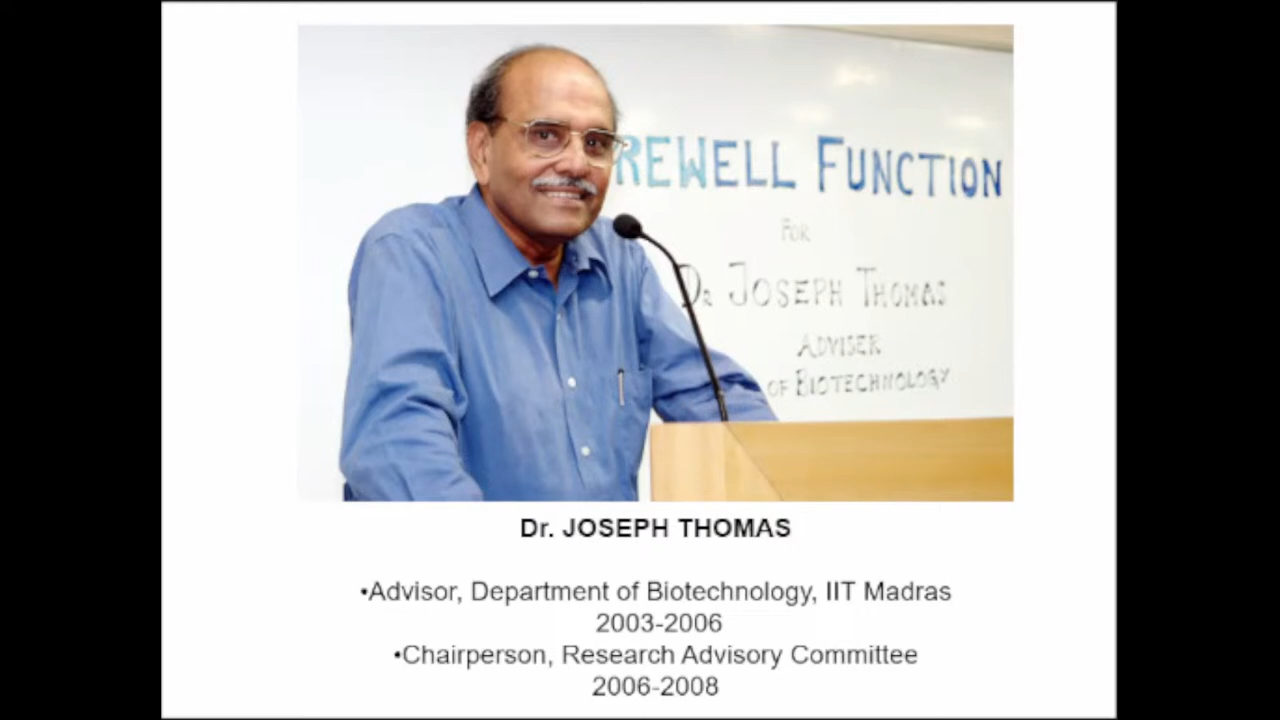 REWELL FUNCTION
FOR
DR JOSEPH THOMAS
ADVISER
OF BIOTECHNOLOGY
Dr. JOSEPH THOMAS
•Advisor, Department of Biotechnology, IIT Madras
2003-2006
•Chairperson, Research Advisory Committee
2006-2008